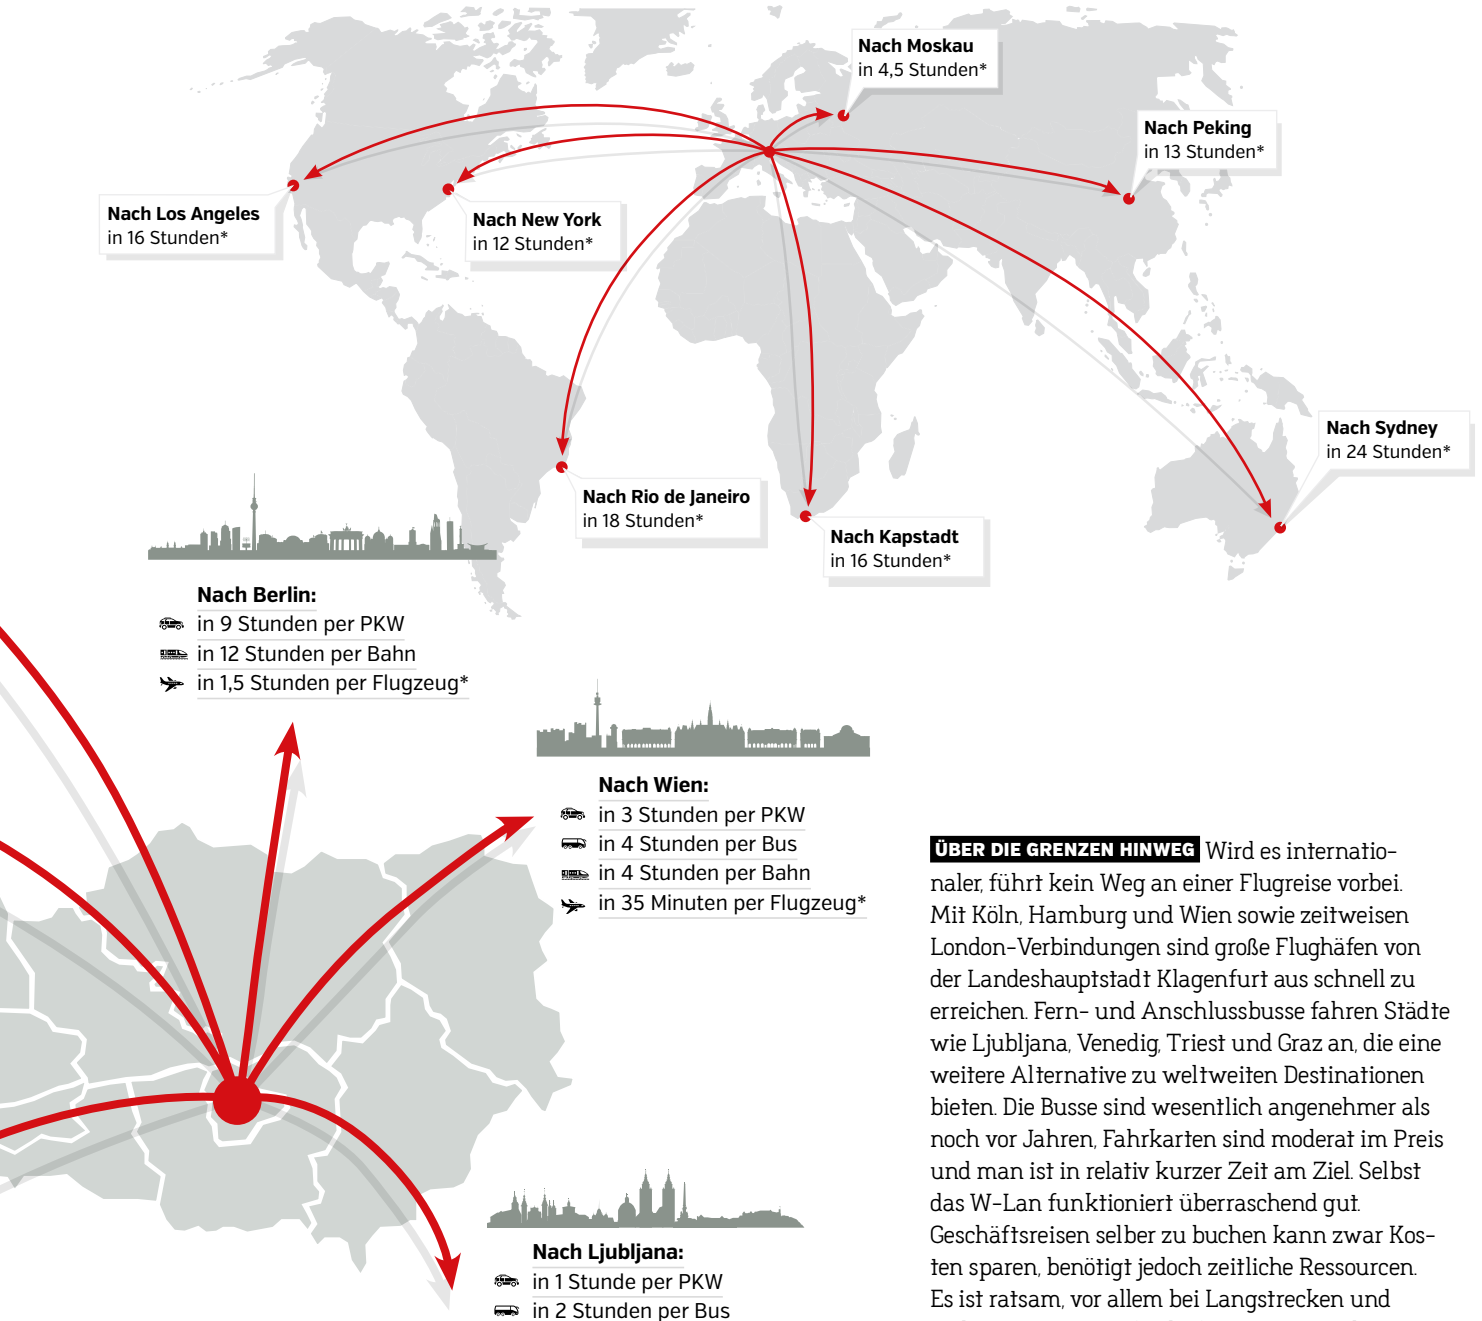 Nach Moskau
in 4,5 Stunden*
Nach Peking
in 13 Stunden*
Nach Los Angeles
in 16 Stunden*
Nach New York
in 12 Stunden*
Nach Sydney
in 24 Stunden*
Nach Rio de Janeiro
in 18 Stunden*
Nach Kapstadt
in 16 Stunden*
Nach Berlin:
in 9 Stunden per PKW
in 12 Stunden per Bahn
in 1,5 Stunden per Flugzeug*
Nach Wien:
in 3 Stunden per PKW
in 4 Stunden per Bus
in 4 Stunden per Bahn
in 35 Minuten per Flugzeug*
Nach Ljubljana:
in 1 Stunde per PKW
in 2 Stunden per Bus
ÜBER DIE GRENZEN HINWEG Wird es internatio-
naler, führt kein Weg an einer Flugreise vorbei.
Mit Köln, Hamburg und Wien sowie zeitweisen
London-Verbindungen sind große Flughäfen von
der Landeshauptstadt Klagenfurt aus schnell zu
erreichen. Fern- und Anschlussbusse fahren Städte
wie Ljubljana, Venedig, Triest und Graz an, die eine
weitere Alternative zu weltweiten Destinationen
bieten. Die Busse sind wesentlich angenehmer als
noch vor Jahren, Fahrkarten sind moderat im Preis
und man ist in relativ kurzer Zeit am Ziel. Selbst
das W-Lan funktioniert überraschend gut.
Geschäftsreisen selber zu buchen kann zwar Kos-
ten sparen, benötigt jedoch zeitliche Ressourcen.
Es ist ratsam, vor allem bei Langstrecken und